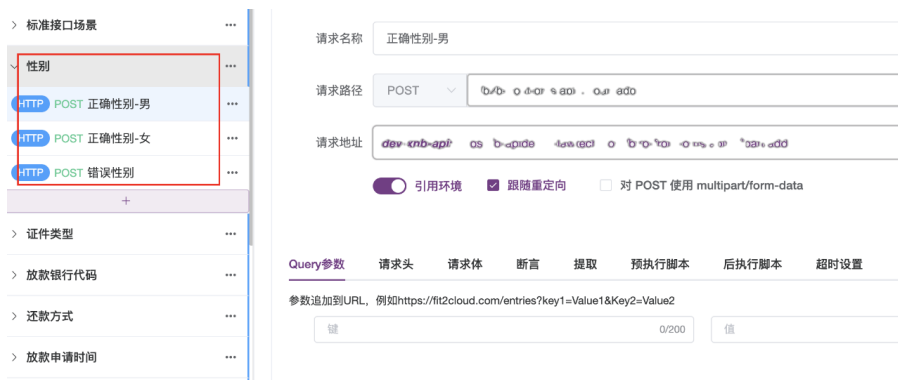 标准接口场景 •••
性别 •••
HTTP POST 正确性别-男 •••
HTTP POST 正确性别-女 •••
HTTP POST 错误性别 •••
+
证件类型 •••
放款银行代码 •••
还款方式 •••
放款申请时间 •••
请求名称 正确性别-男
请求路径 POST
请求地址
引用环境 跟随重定向 对 POST 使用 multipart/form-data
Query参数 请求头 请求体 断言 提取 预执行脚本 后执行脚本 超时设置
参数追加到URL，例如https://fit2cloud.com/entries?key1=Value1&Key2=Value2
键 0/200 值